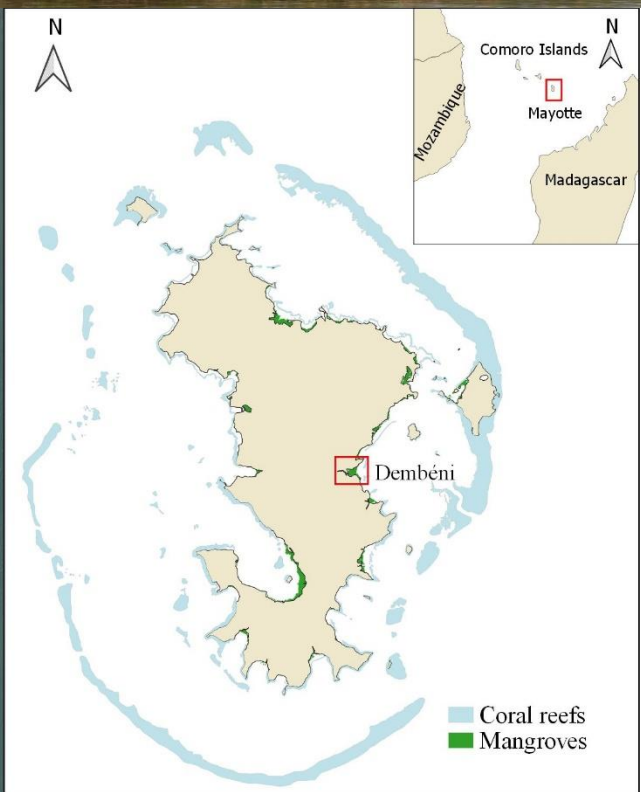 N
N
Comoro Islands
Mayotte
Mozambique
Madagascar
Dembéni
Coral reefs
Mangroves